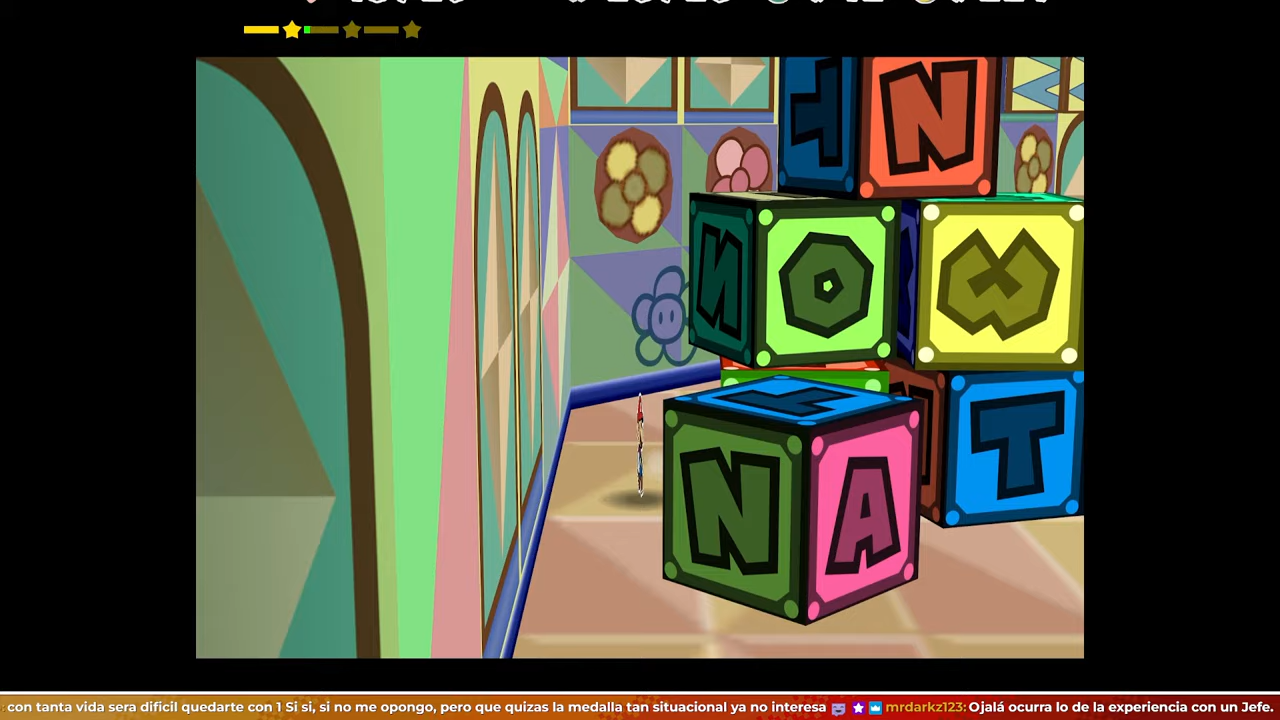 N
N O
T
N A
con tanta vida sera dificil quedarte con 1 Si si, si no me opongo, pero que quizas la medalla tan situacional ya no interesa mrdarkz123: Ojalá ocurra lo de la experiencia con un Jefe.